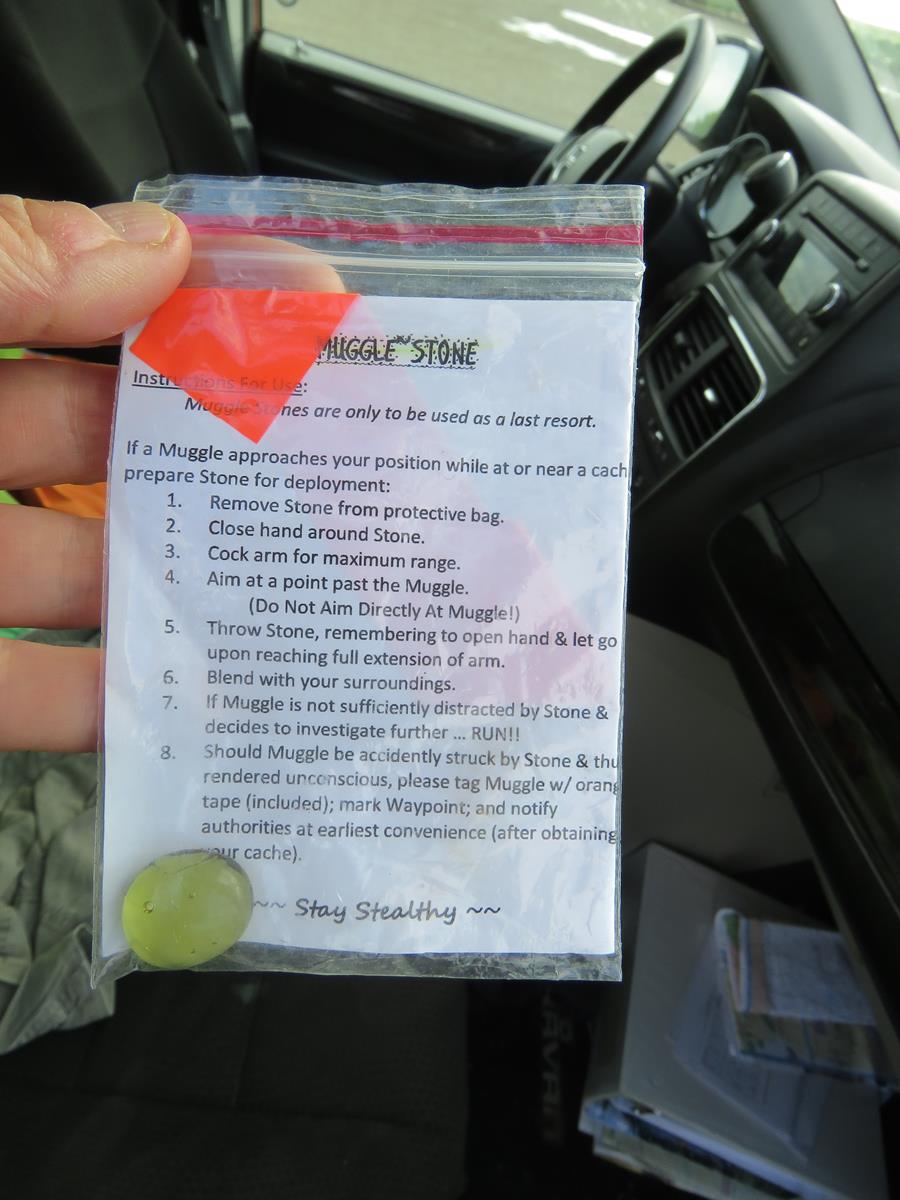 MUGGLE~STONE
Instructions For Use:
Muggle Stones are only to be used as a last resort.
If a Muggle approaches your position while at or near a cach
prepare Stone for deployment:
1. Remove Stone from protective bag.
2. Close hand around Stone.
3. Cock arm for maximum range.
4. Aim at a point past the Muggle.
(Do Not Aim Directly At Muggle!)
5. Throw Stone, remembering to open hand & let go
upon reaching full extension of arm.
6. Blend with your surroundings.
7. If Muggle is not sufficiently distracted by Stone &
decides to investigate further ... RUN!!
8. Should Muggle be accidently struck by Stone & thu
rendered unconscious, please tag Muggle w/ orang
tape (included); mark Waypoint; and notify
authorities at earliest convenience (after obtaining
your cache).
~~ Stay Stealthy ~~